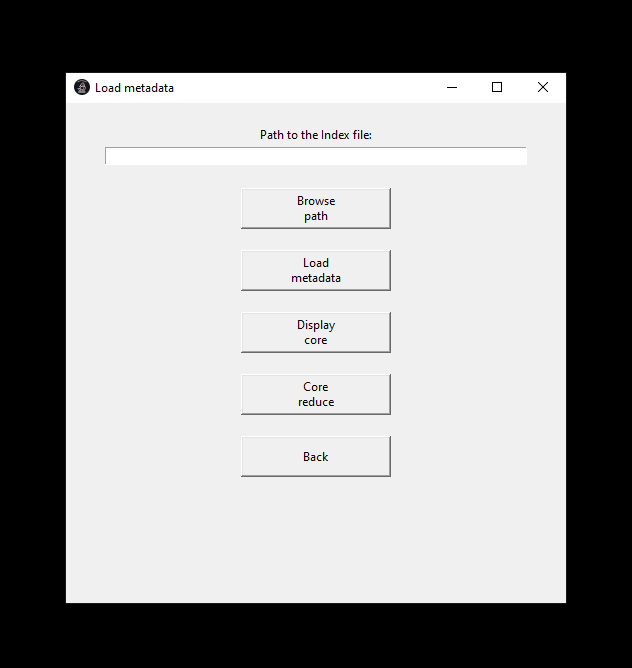 Load metadata
Path to the Index file:
Browse
path
Load
metadata
Display
core
Core
reduce
Back